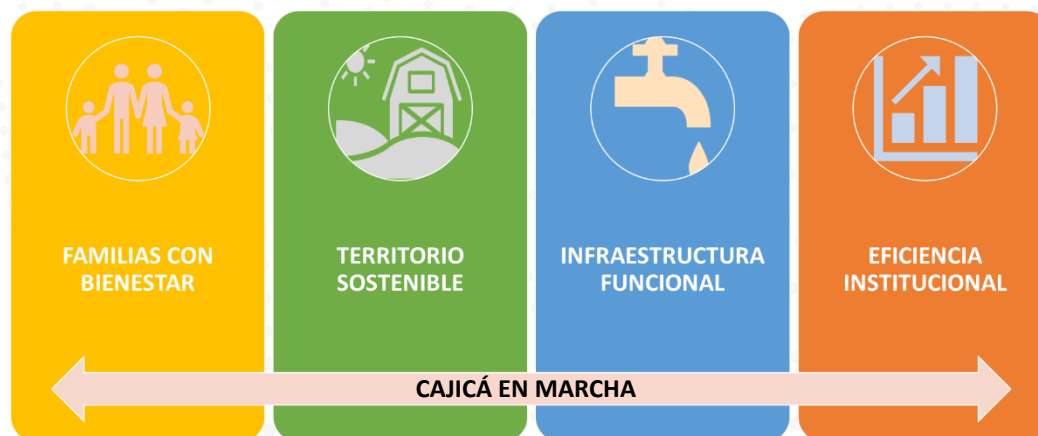 FAMILIAS CON
BIENESTAR
TERRITORIO
SOSTENIBLE
INFRAESTRUCTURA
FUNCIONAL
EFICIENCIA
INSTITUCIONAL
CAJICÁ EN MARCHA